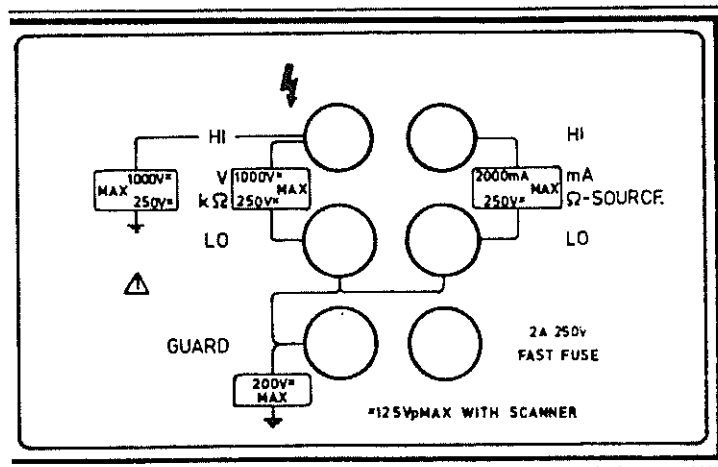 HI
HI
MAX 1000V≂
250V≂
V
kΩ
1000V≂ MAX
250V≂
2000mA MAX
250V≂
mA
Ω-SOURCE.
LO
LO
GUARD
2A 250V
FAST FUSE
200V≂
MAX
*125VpMAX WITH SCANNER